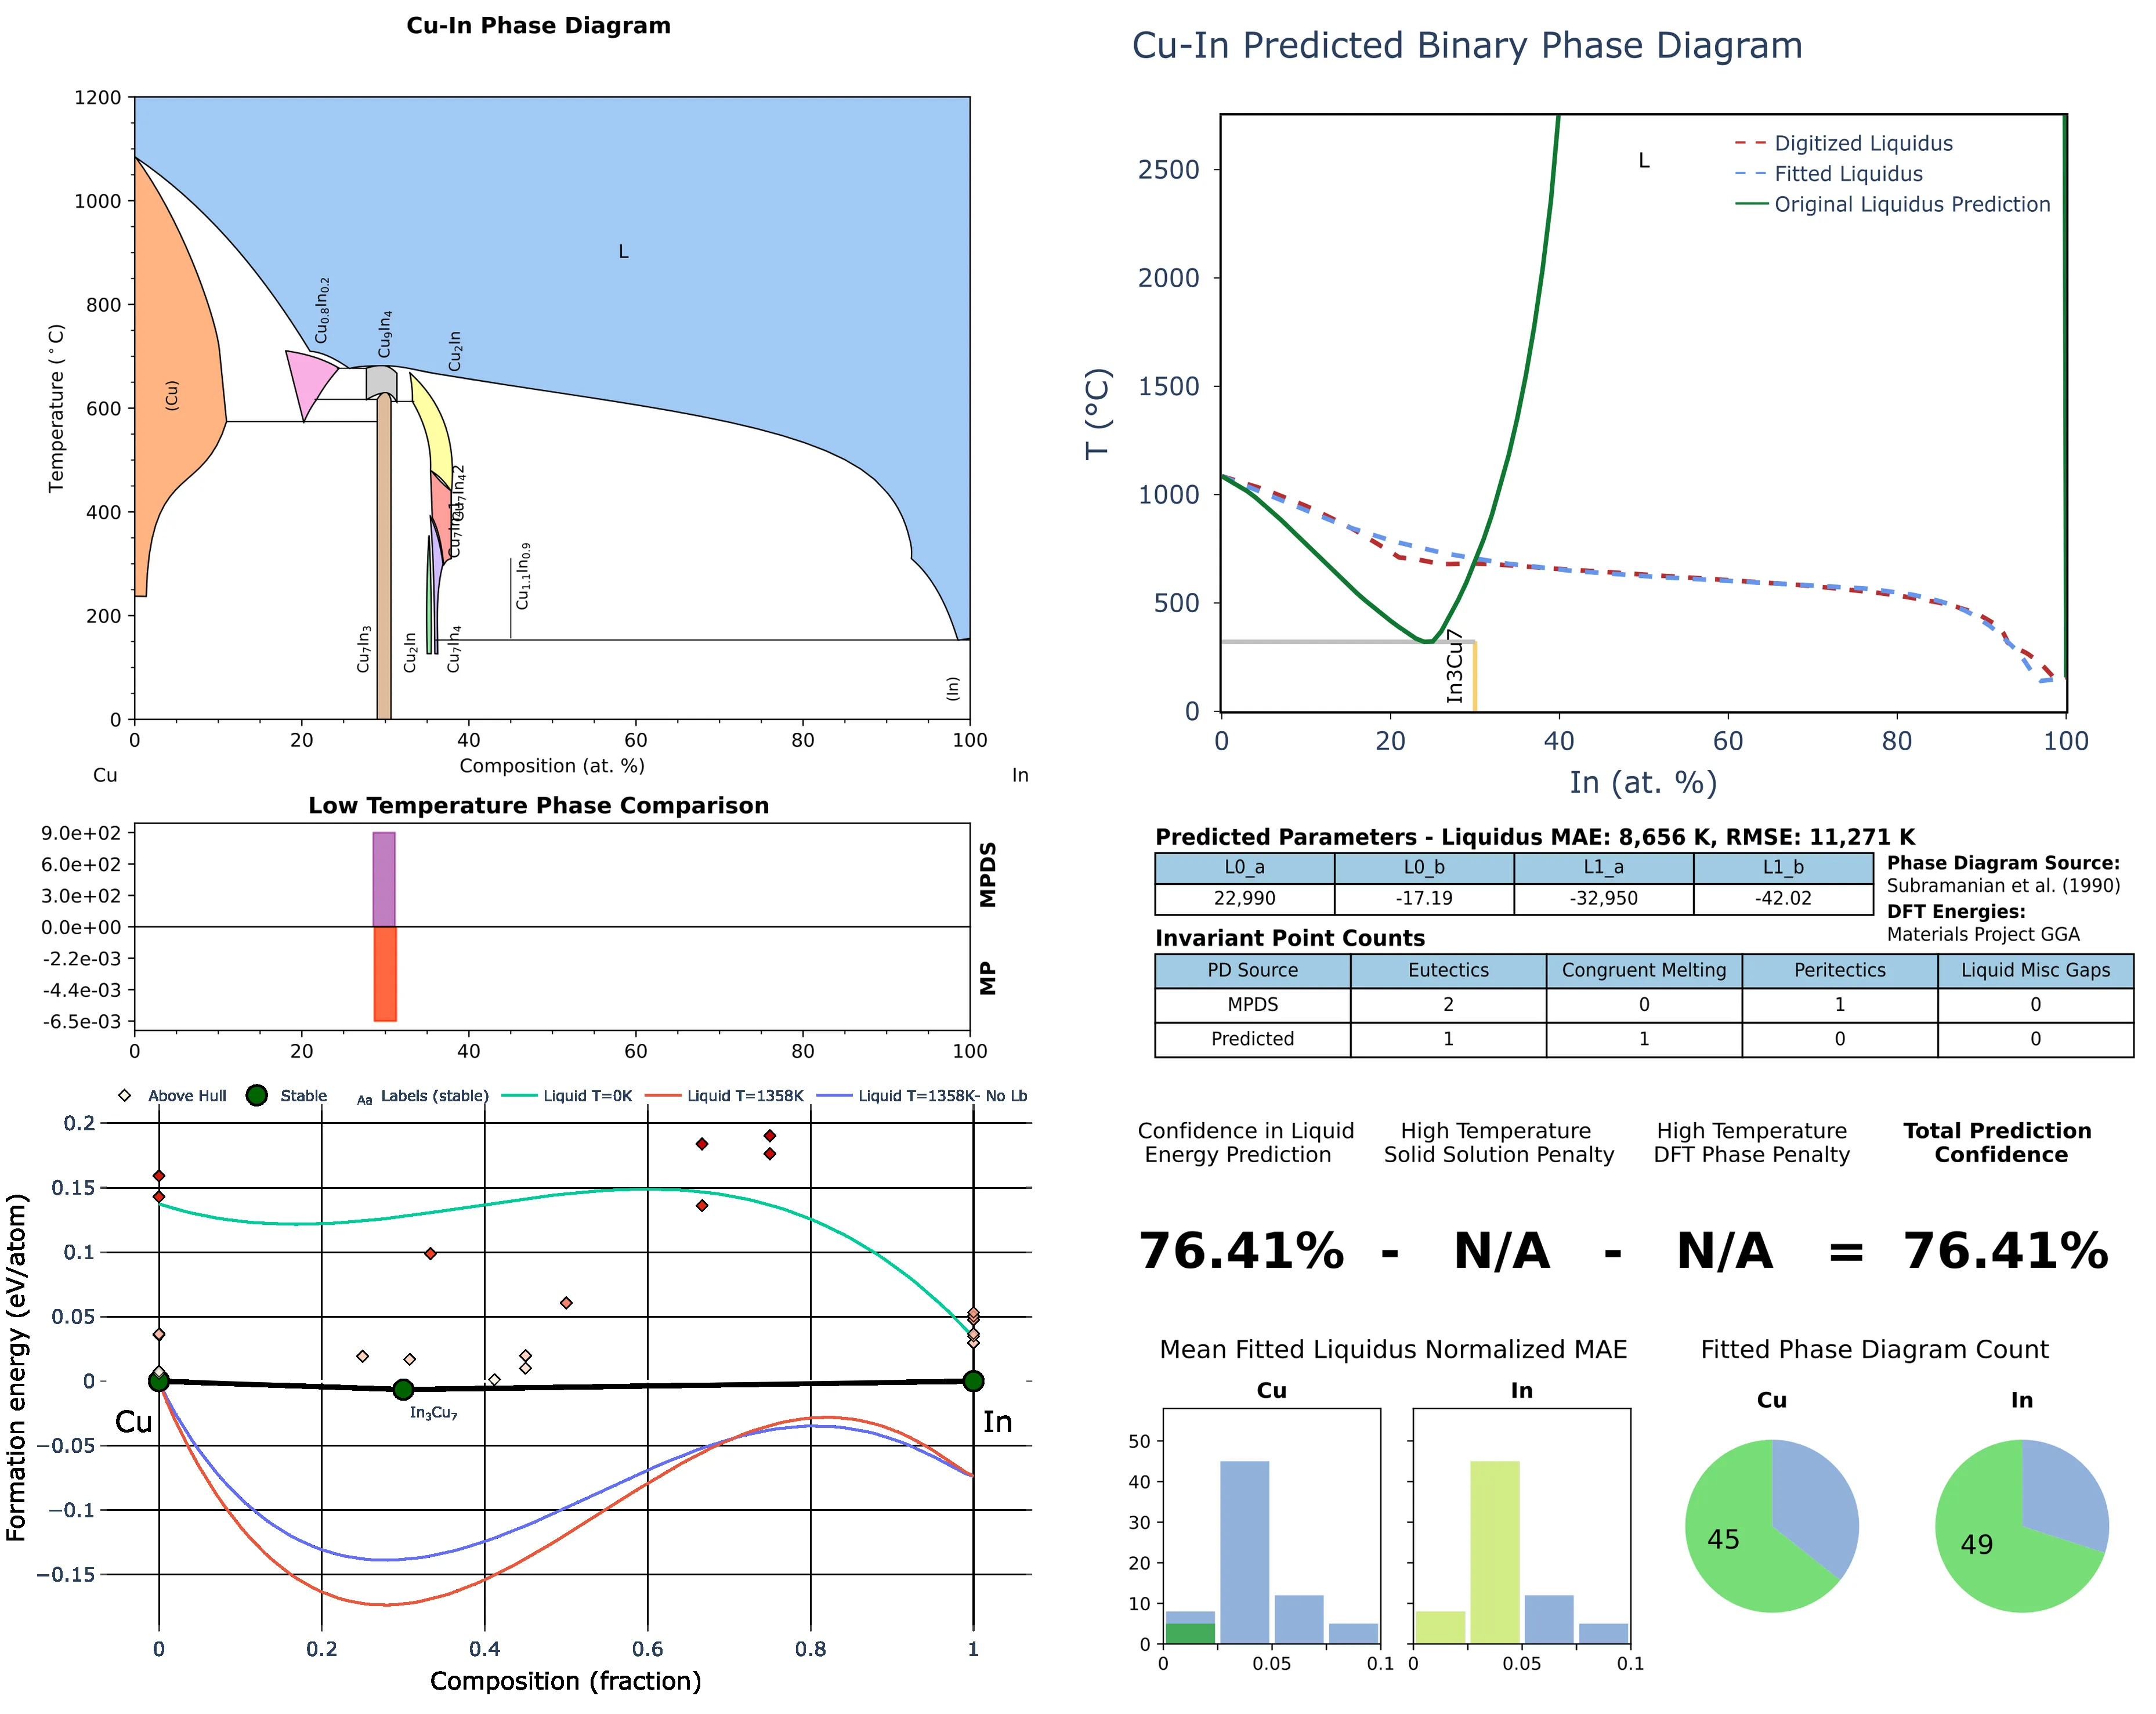 Cu-In Phase Diagram
1200
1000
800
600
400
200
0
Temperature (°C)
L
(Cu)
Cu0.8In0.2
Cu9In4
Cu2In
Cu7In42
Cu7In41
Cu1.1In0.9
Cu7In3
Cu2In
Cu7In4
(In)
0 20 40 60 80 100
Composition (at. %)
Cu In
Low Temperature Phase Comparison
9.0e+02
6.0e+02
3.0e+02
0.0e+00
-2.2e-03
-4.4e-03
-6.5e-03
MPDS
MP
0 20 40 60 80 100
Above Hull Stable Aa Labels (stable) Liquid T=0K Liquid T=1358K Liquid T=1358K- No Lb
0.2
0.15
0.1
0.05
0
−0.05
−0.1
−0.15
Formation energy (eV/atom)
Cu
In3Cu7
In
0 0.2 0.4 0.6 0.8 1
Composition (fraction)
Cu-In Predicted Binary Phase Diagram
Digitized Liquidus
Fitted Liquidus
Original Liquidus Prediction
L
2500
2000
1500
1000
500
0
T (°C)
In3Cu7
0 20 40 60 80 100
In (at. %)
Predicted Parameters - Liquidus MAE: 8,656 K, RMSE: 11,271 K
L0_a L0_b L1_a L1_b
22,990 -17.19 -32,950 -42.02
Phase Diagram Source:
Subramanian et al. (1990)
DFT Energies:
Materials Project GGA
Invariant Point Counts
PD Source Eutectics Congruent Melting Peritectics Liquid Misc Gaps
MPDS 2 0 1 0
Predicted 1 1 0 0
Confidence in Liquid
Energy Prediction
High Temperature
Solid Solution Penalty
High Temperature
DFT Phase Penalty
Total Prediction
Confidence
76.41% - N/A - N/A = 76.41%
Mean Fitted Liquidus Normalized MAE
Cu In
50
40
30
20
10
0
0 0.05 0.1 0 0.05 0.1
Fitted Phase Diagram Count
Cu In
45 49